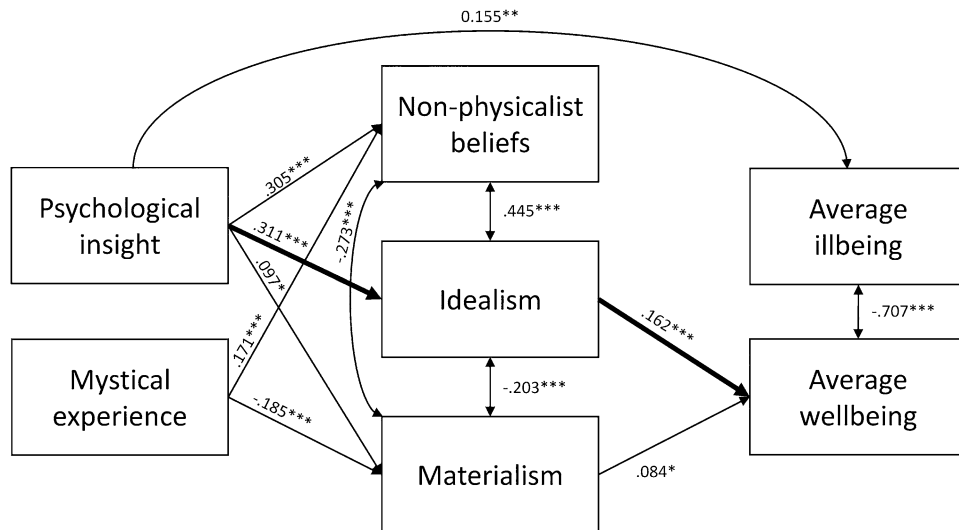 0.155**
Non-physicalist
beliefs
.305***
Psychological
insight
-.273***
.445***
Average
illbeing
.311***
.097*
Idealism
.162***
-.707***
.171***
Mystical
experience
-.185***
-.203***
Average
wellbeing
Materialism
.084*